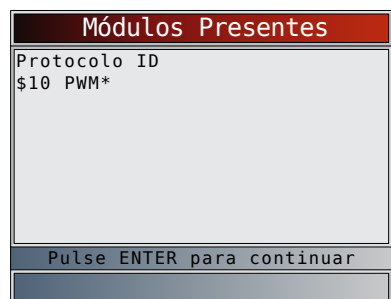 Módulos Presentes
Protocolo ID
$10 PWM*
Pulse ENTER para continuar